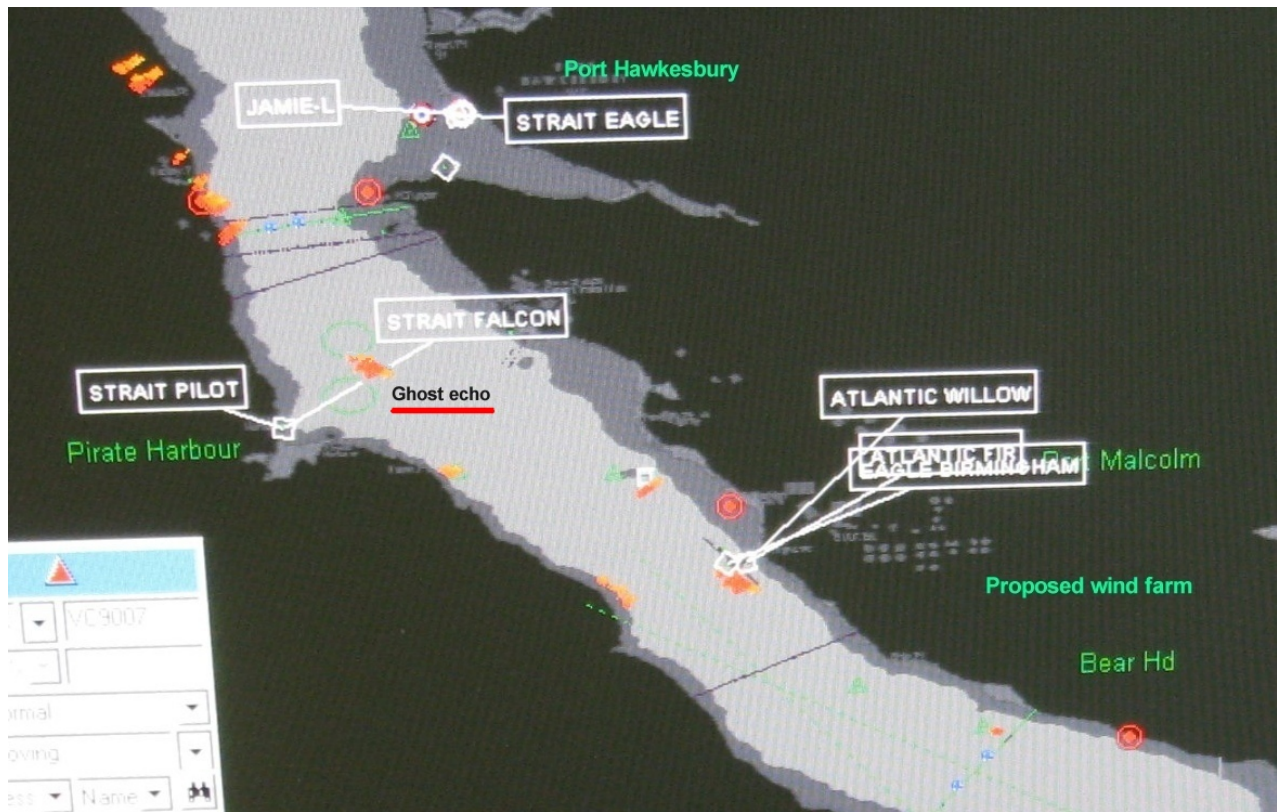 Port Hawkesbury
JAMIE-L
STRAIT EAGLE
STRAIT FALCON
STRAIT PILOT
Ghost echo
ATLANTIC WILLOW
Pirate Harbour
ATLANTIC FIR
Port Malcolm
EAGLE BIRMINGHAM
Proposed wind farm
VC9007
Bear Hd
Name